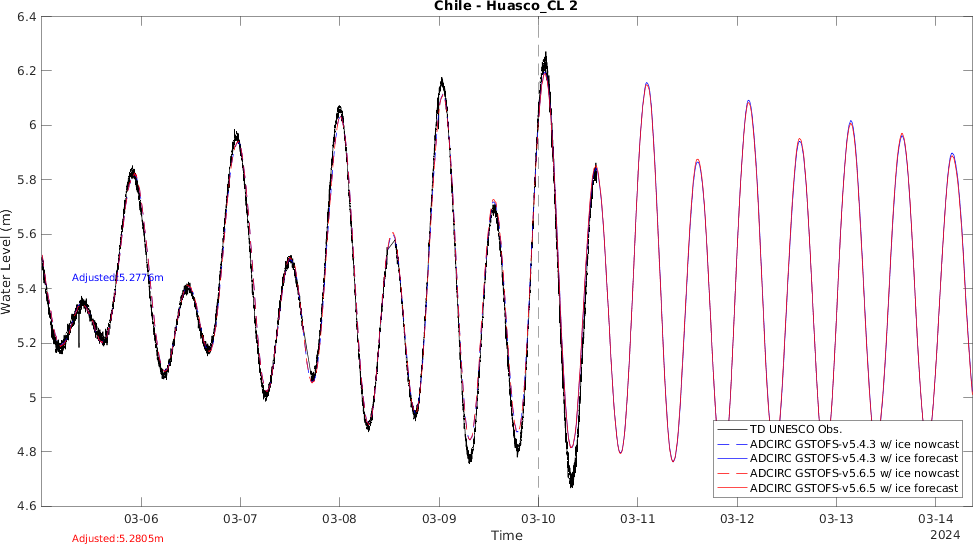 Chile - Huasco_CL 2
6.4
6.2
6
5.8
5.6
5.4
5.2
5
4.8
4.6
Water Level (m)
Adjusted:5.2776m
TD UNESCO Obs.
ADCIRC GSTOFS-v5.4.3 w/ ice nowcast
ADCIRC GSTOFS-v5.4.3 w/ ice forecast
ADCIRC GSTOFS-v5.6.5 w/ ice nowcast
ADCIRC GSTOFS-v5.6.5 w/ ice forecast
03-06 03-07 03-08 03-09 03-10 03-11 03-12 03-13 03-14
2024
Time
Adjusted:5.2805m